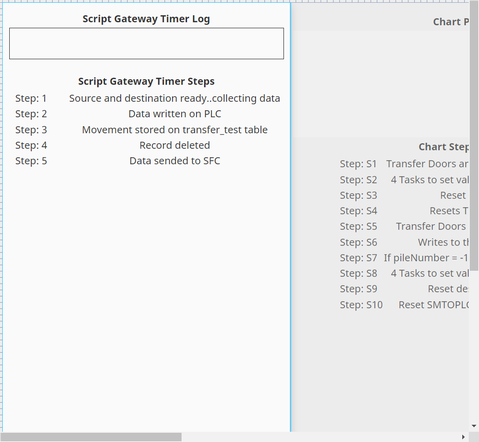 Script Gateway Timer Log
Script Gateway Timer Steps
Step: 1 Source and destination ready..collecting data
Step: 2 Data written on PLC
Step: 3 Movement stored on transfer_test table
Step: 4 Record deleted
Step: 5 Data sent to SFC
Chart P
Chart Step
Step: S1 Transfer Doors ar
Step: S2 4 Tasks to set val
Step: S3 Reset
Step: S4 Resets T
Step: S5 Transfer Doors
Step: S6 Writes to th
Step: S7 If pileNumber = -1
Step: S8 4 Tasks to set val
Step: S9 Reset de
Step: S10 Reset SMTOPLC